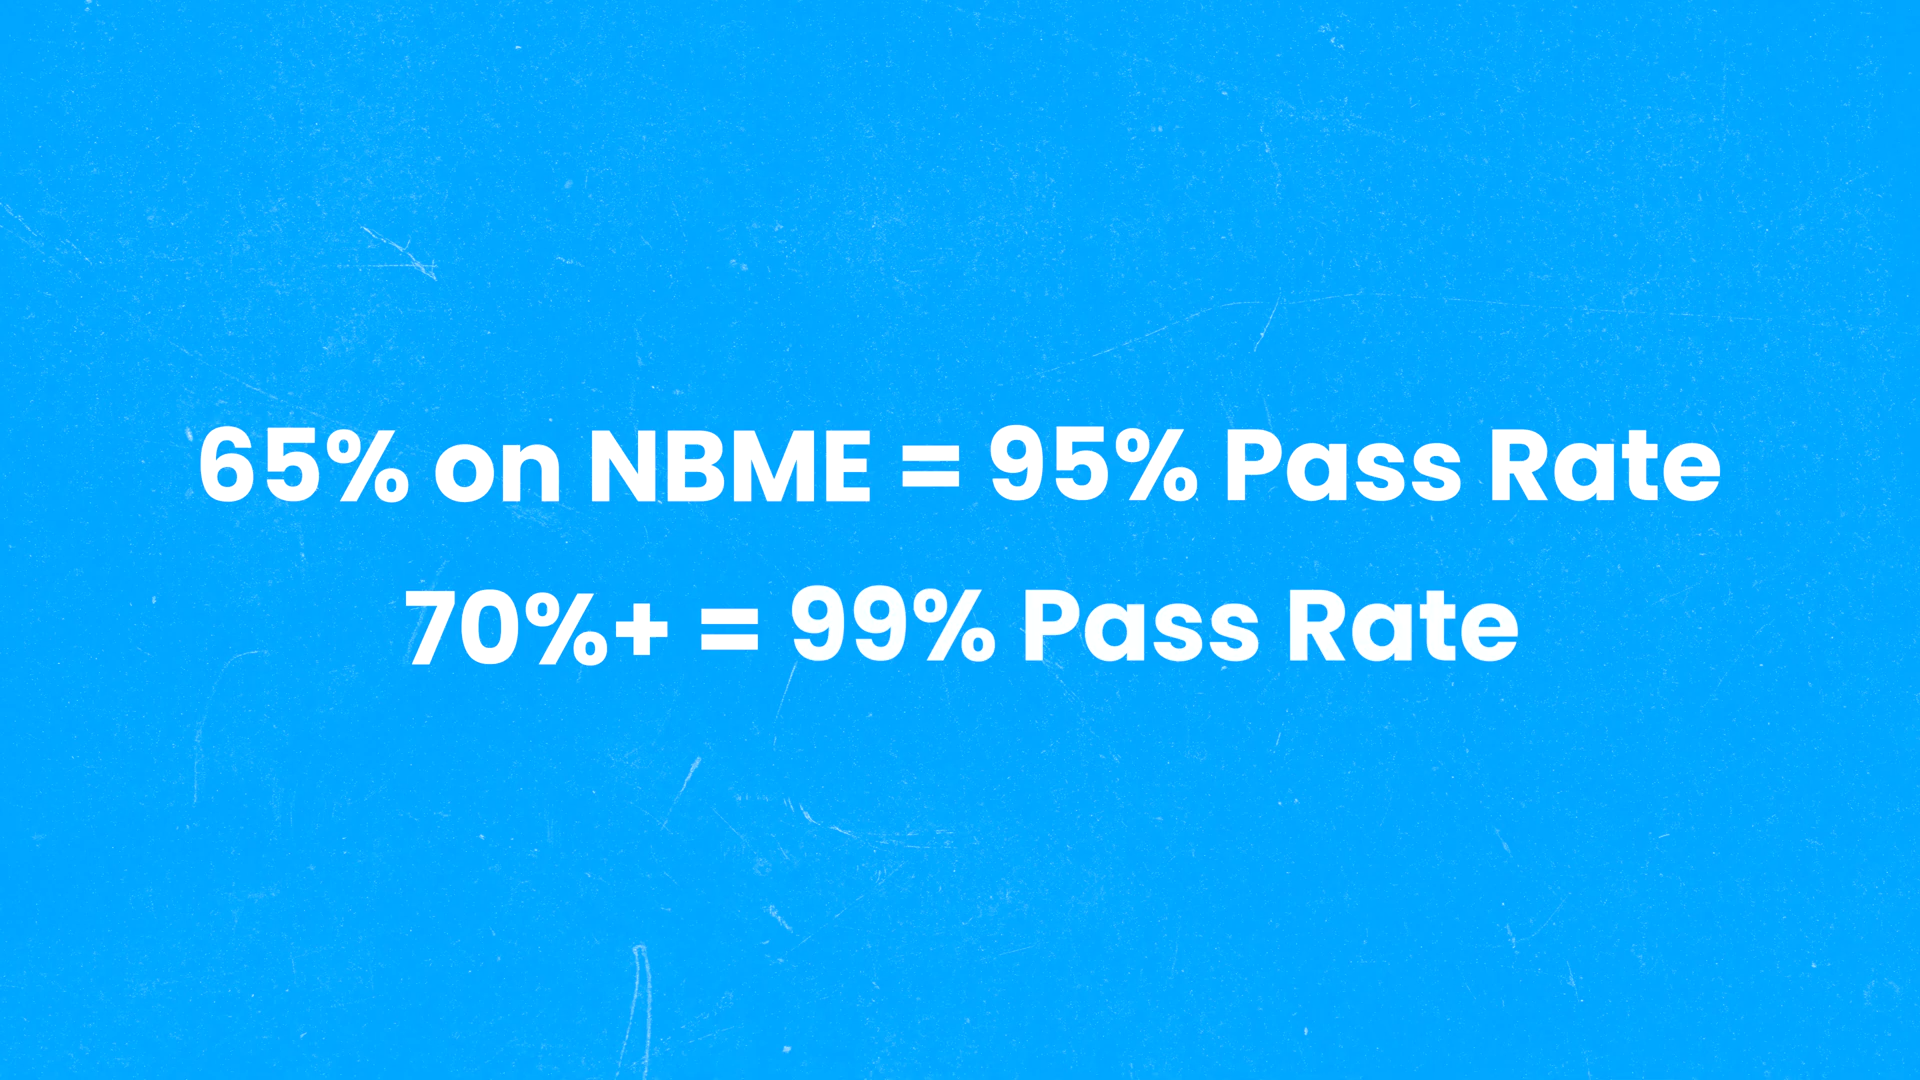 65% on NBME = 95% Pass Rate
70%+ = 99% Pass Rate